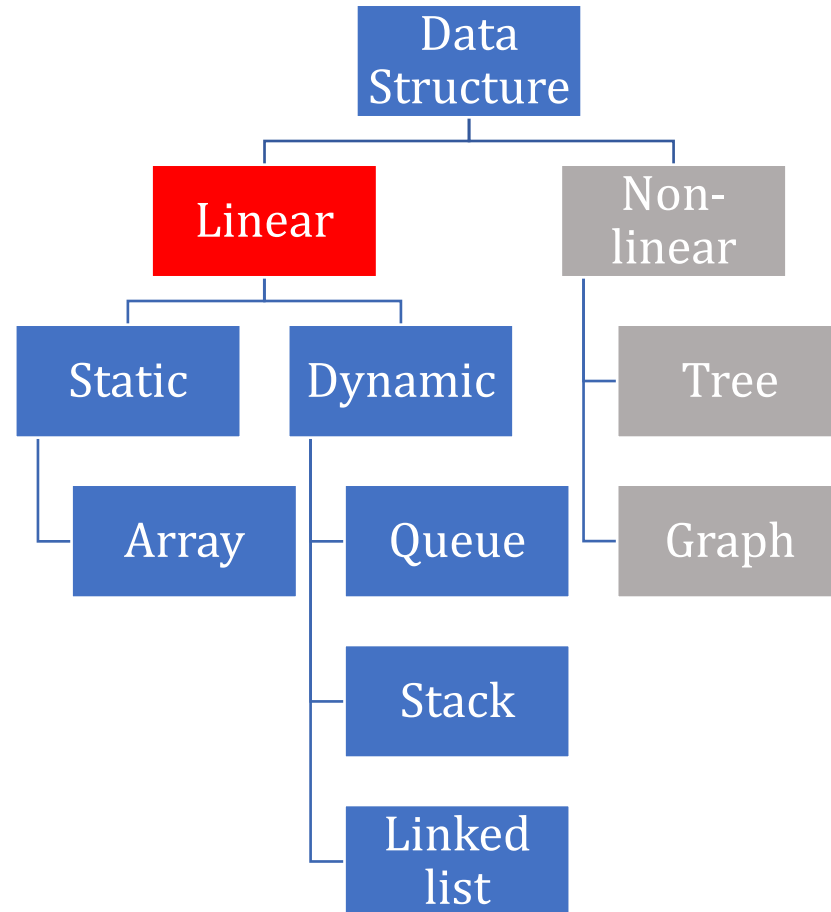 Data
Structure
Linear
Non-
linear
Static
Dynamic
Tree
Array
Queue
Graph
Stack
Linked
list